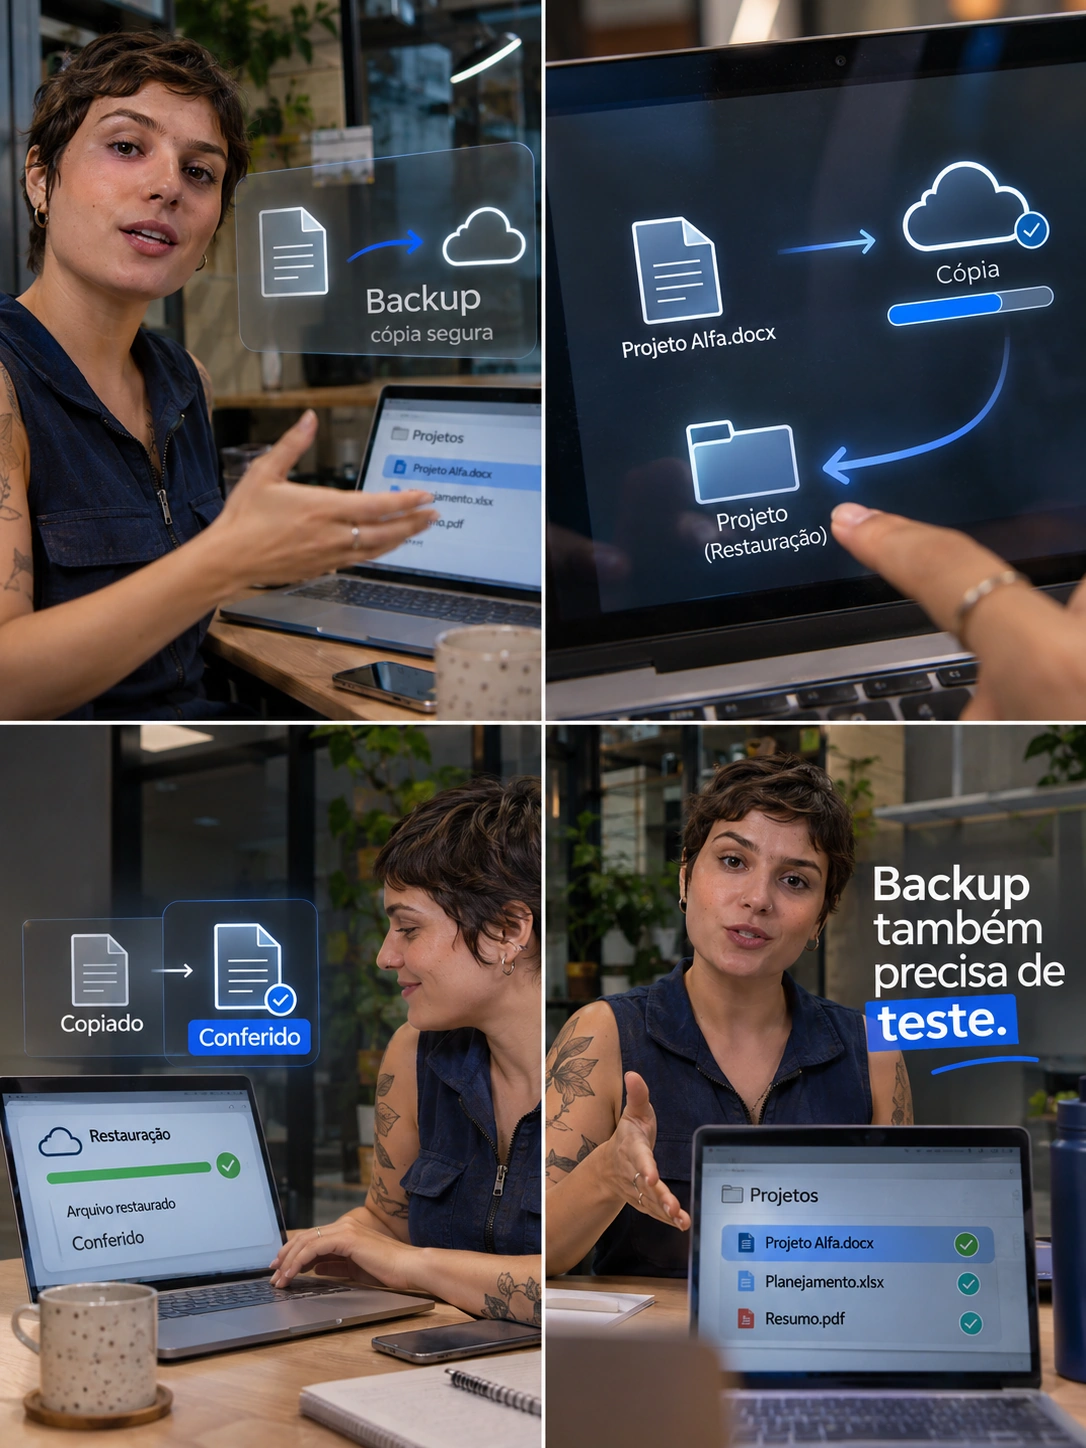 Backup
cópia segura
Projetos
Projeto Alfa.docx
Projeto Alfa.docx
Cópia
Projeto
(Restauração)
Copiado
Conferido
Restauração
Arquivo restaurado
Conferido
Backup
também
precisa de
teste.
Projetos
Projeto Alfa.docx
Planejamento.xlsx
Resumo.pdf